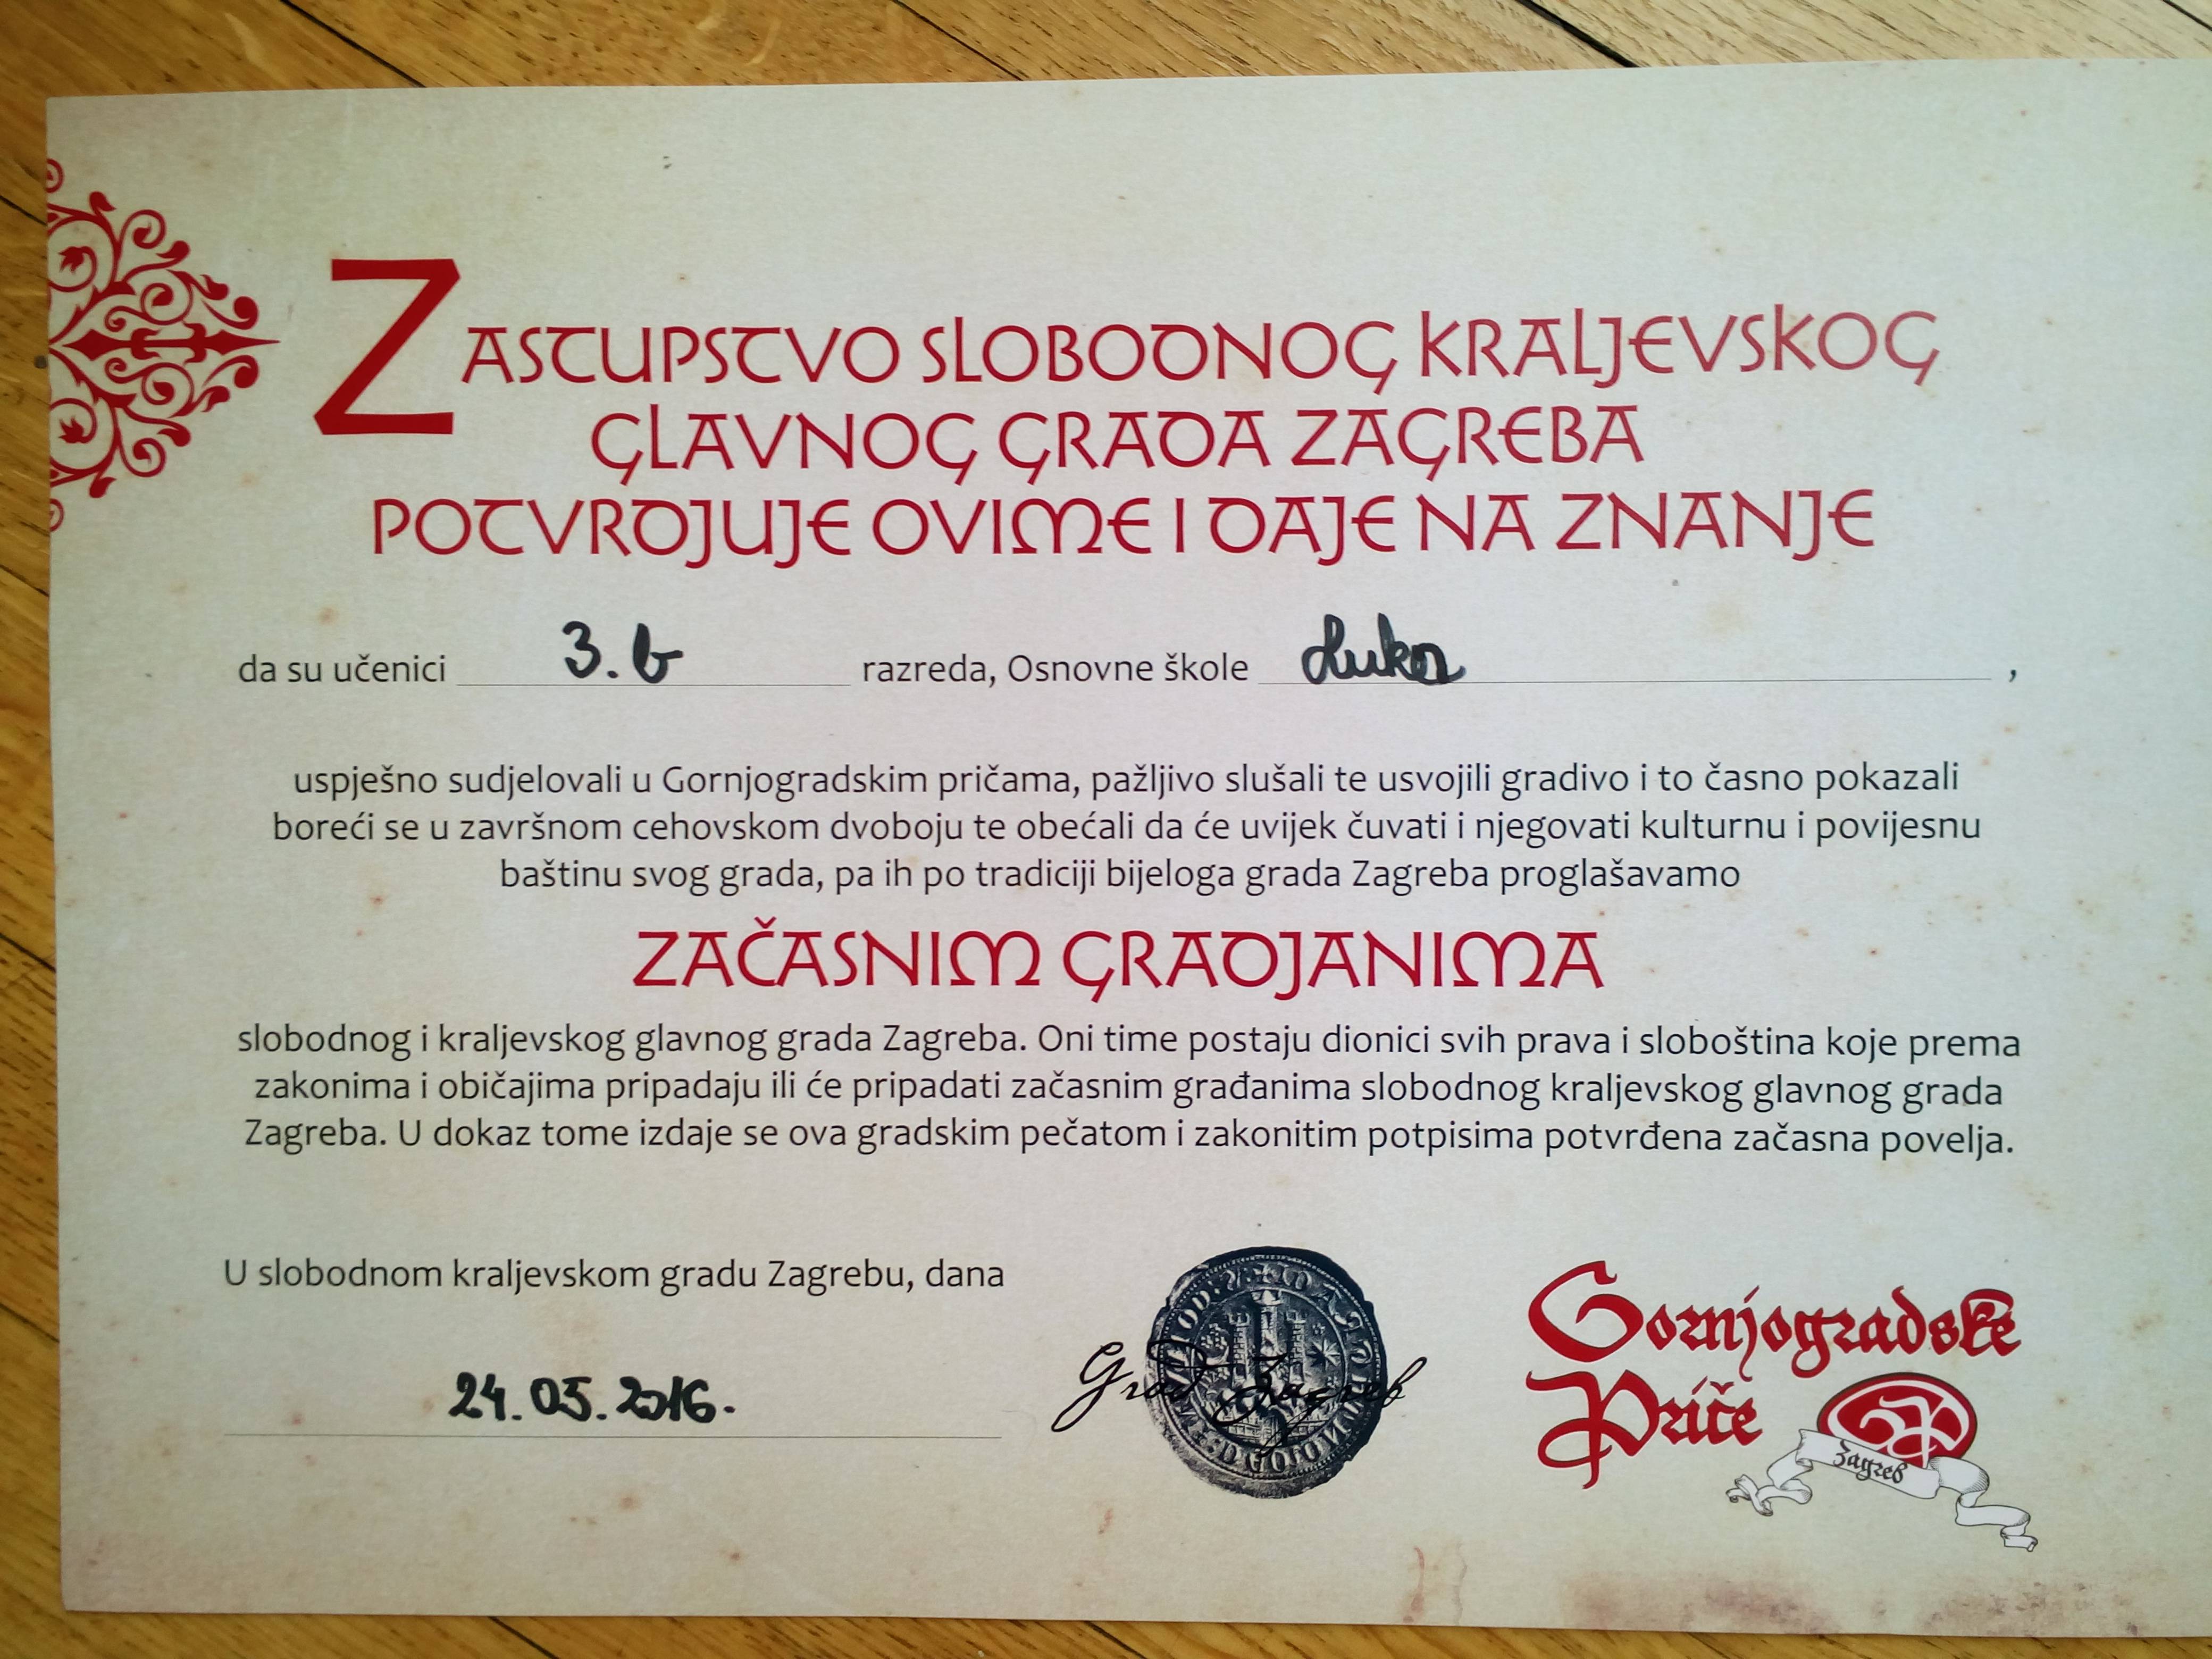 ZASTUPSTVO SLOBODNOG KRALJEVSKOG
GLAVNOG GRADA ZAGREBA
POTVRDJUJE OVIME I DAJE NA ZNANJE
da su učenici 3. b razreda, Osnovne škole Luka,
uspješno sudjelovali u Gornjogradskim pričama, pažljivo slušali te usvojili gradivo i to časno pokazali
boreći se u završnom cehovskom dvoboju te obećali da će uvijek čuvati i njegovati kulturnu i povijesnu
baštinu svog grada, pa ih po tradiciji bijeloga grada Zagreba proglašavamo
ZAČASNIM GRADJANIMA
slobodnog i kraljevskog glavnog grada Zagreba. Oni time postaju dionici svih prava i sloboština koje prema
zakonima i običajima pripadaju ili će pripadati začasnim građanima slobodnog kraljevskog glavnog grada
Zagreba. U dokaz tome izdaje se ova gradskim pečatom i zakonitim potpisima potvrđena začasna povelja.
U slobodnom kraljevskom gradu Zagrebu, dana
24.05.2016.
Grad Zagreb
Gornjogradske
Priče
Zagreb